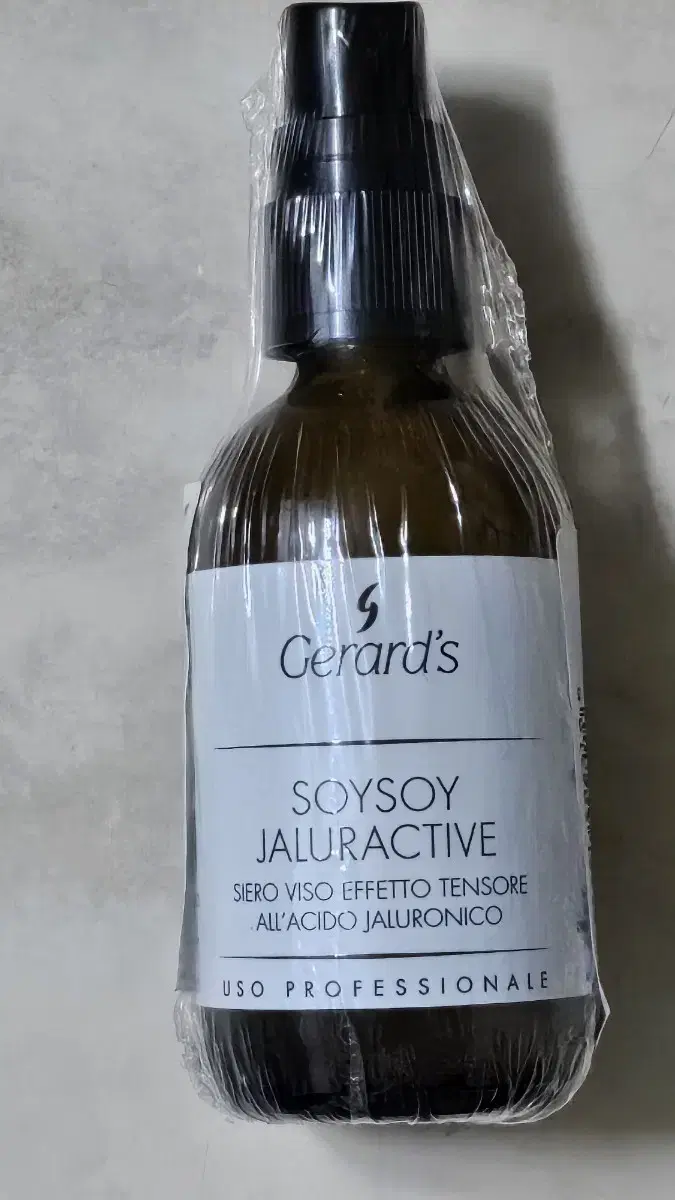 Gerard's
SOYSOY
JALURACTIVE
SIERO VISO EFFETTO TENSORE
ALL'ACIDO JALURONICO
USO PROFESSIONALE